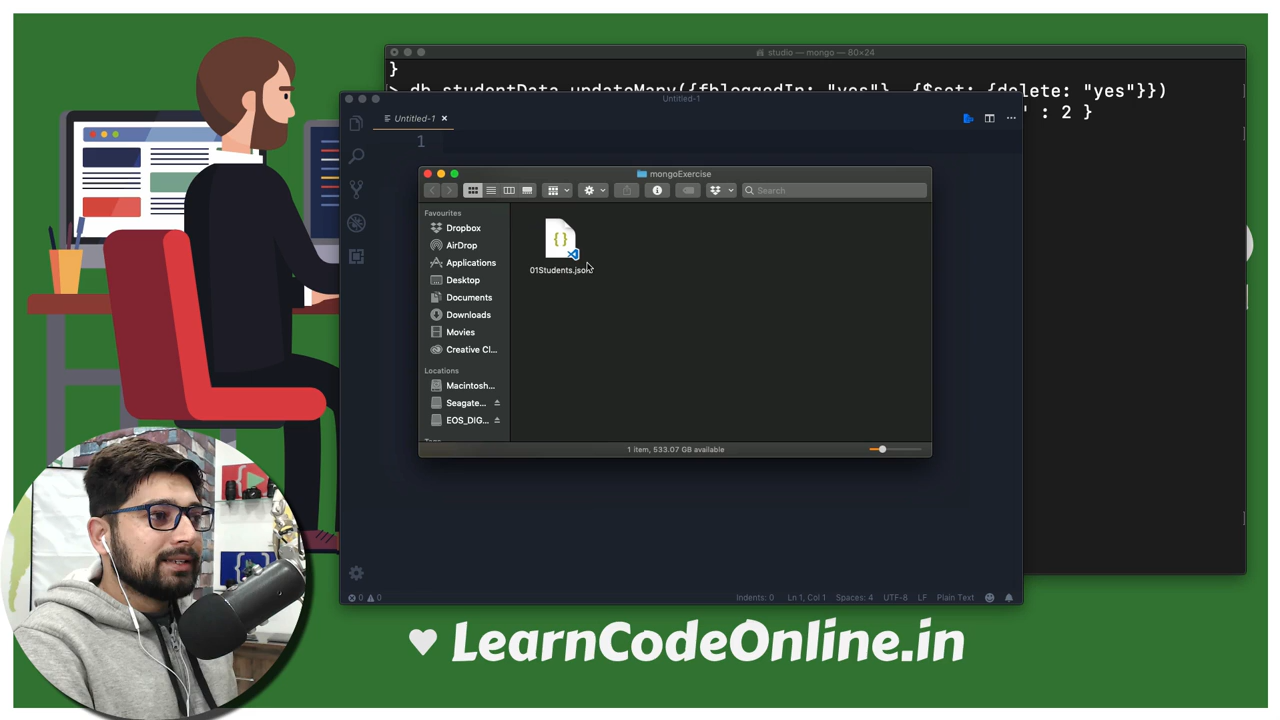 studio — mongo — 80×24
}
> db.studentData.updateMany({fbloggedIn: "yes"}, {$set: {delete: "yes"}})
' : 2 }
Untitled-1
Untitled-1
1
mongoExercise
Search
Favourites
Dropbox
AirDrop
Applications
Desktop
Documents
Downloads
Movies
Creative Cl...
Locations
Macintosh...
Seagate...
EOS_DIG...
01Students.json
1 item, 533.07 GB available
0 0
Indents: 0 Ln 1, Col 1 Spaces: 4 UTF-8 LF Plain Text
LearnCodeOnline.in